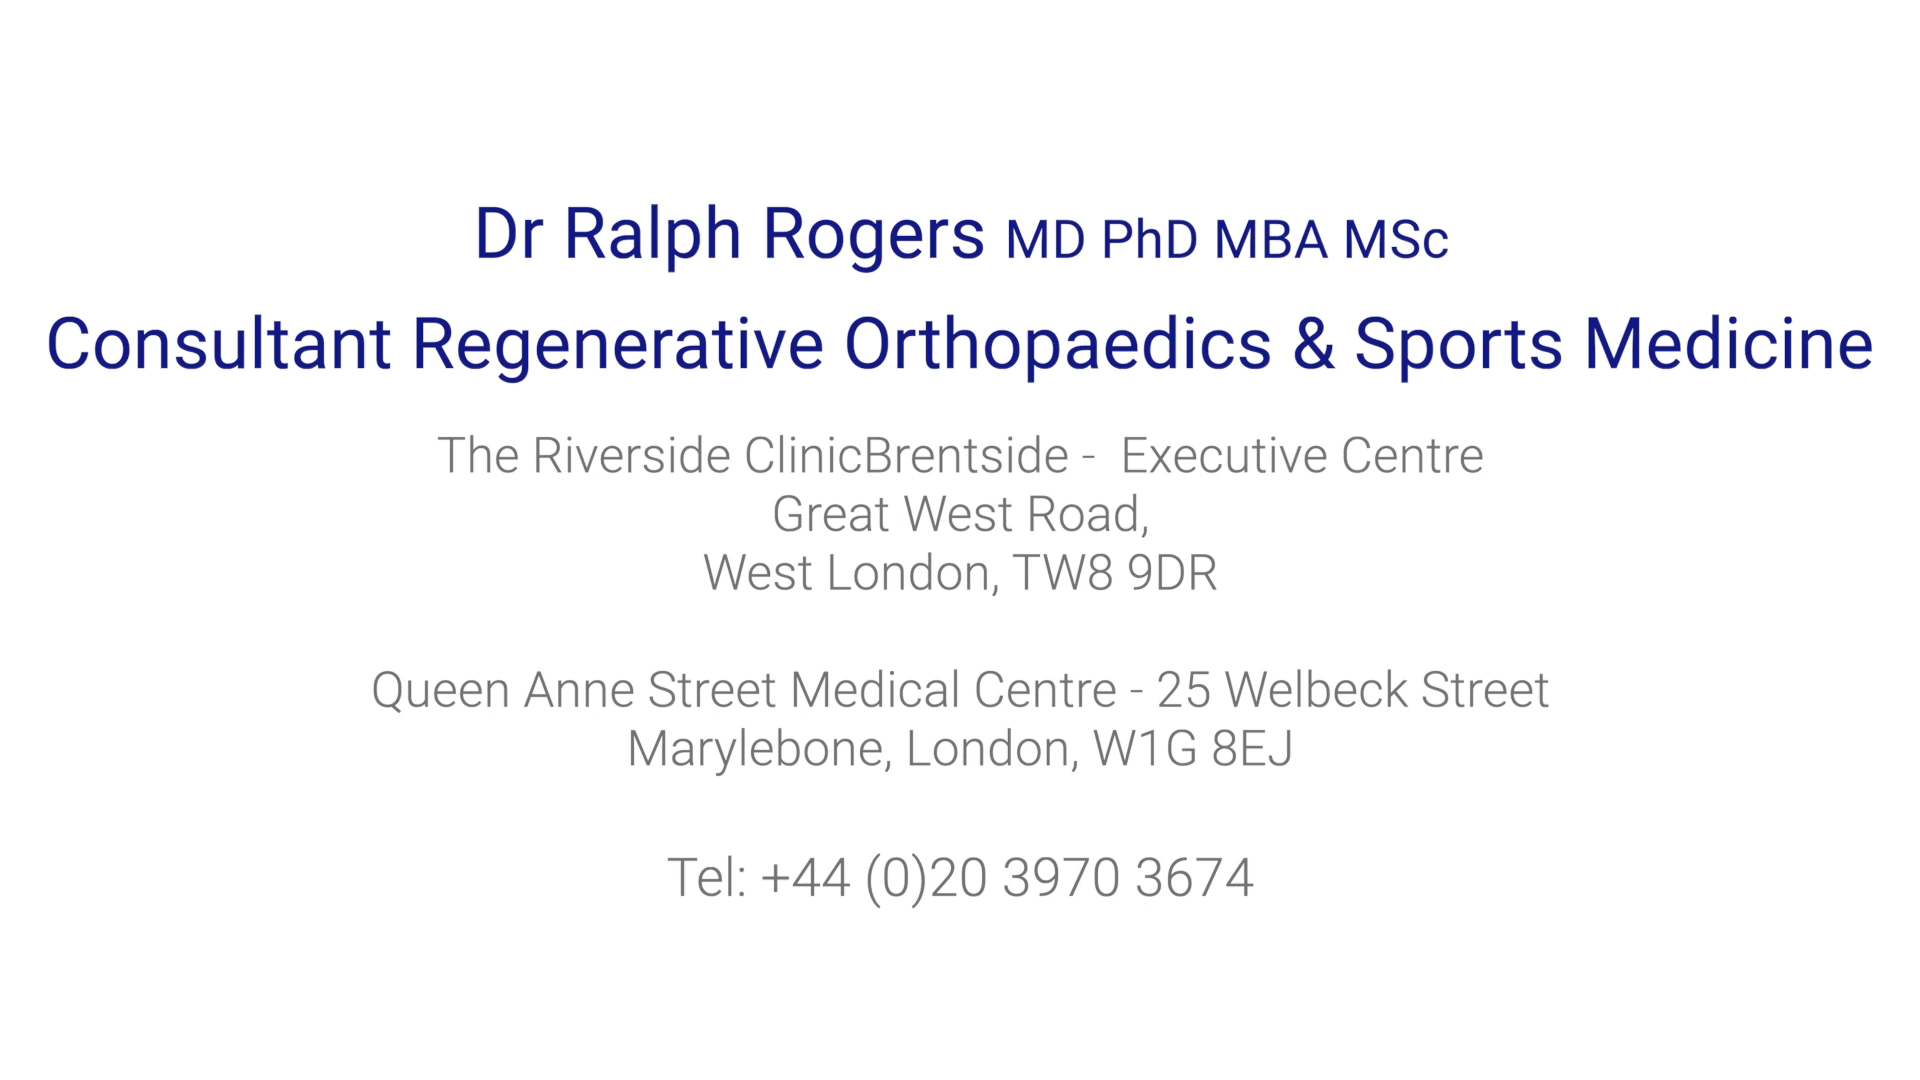 Dr Ralph Rogers MD PhD MBA MSc
Consultant Regenerative Orthopaedics & Sports Medicine
The Riverside ClinicBrentside -  Executive Centre
Great West Road,
West London, TW8 9DR
Queen Anne Street Medical Centre - 25 Welbeck Street
Marylebone, London, W1G 8EJ
Tel: +44 (0)20 3970 3674